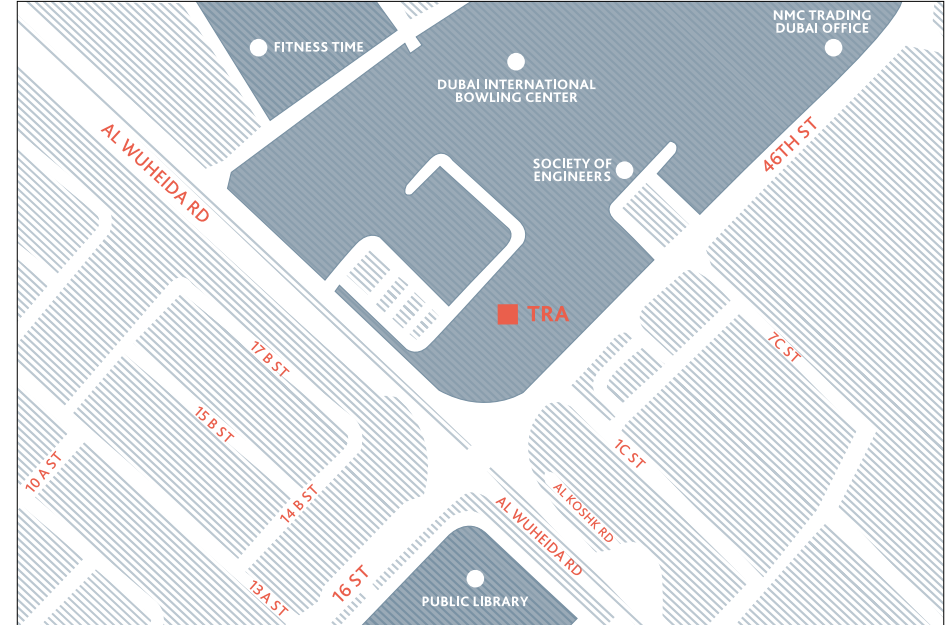 NMC TRADING
DUBAI OFFICE
FITNESS TIME
DUBAI INTERNATIONAL
BOWLING CENTER
AL WUHEIDA RD
46TH ST
SOCIETY OF
ENGINEERS
TRA
17 B ST
7C ST
15 B ST
1C ST
10 A ST
14 B ST
AL KOSHK RD
AL WUHEIDA RD
16 ST
13 A ST
PUBLIC LIBRARY